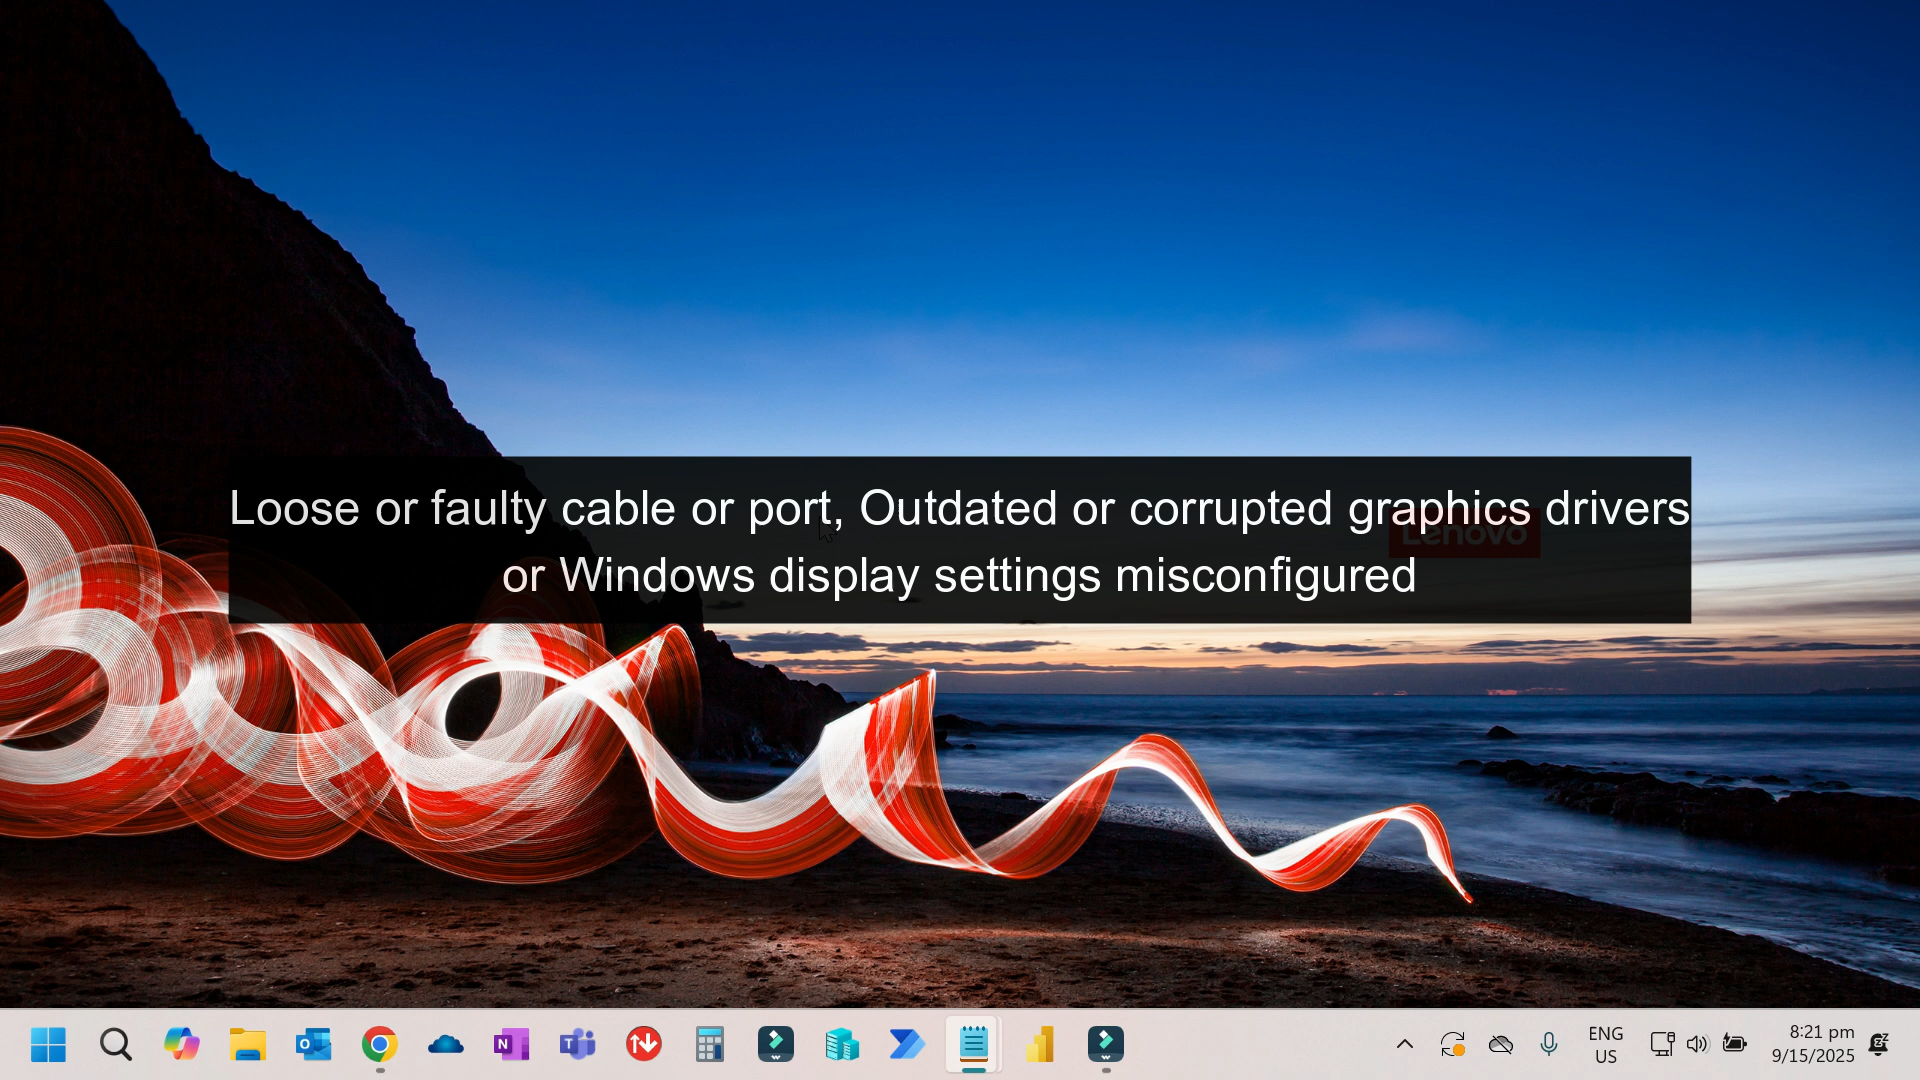 Loose or faulty cable or port, Outdated or corrupted graphics drivers
or Windows display settings misconfigured
Lenovo
ENG
US
8:21 pm
9/15/2025